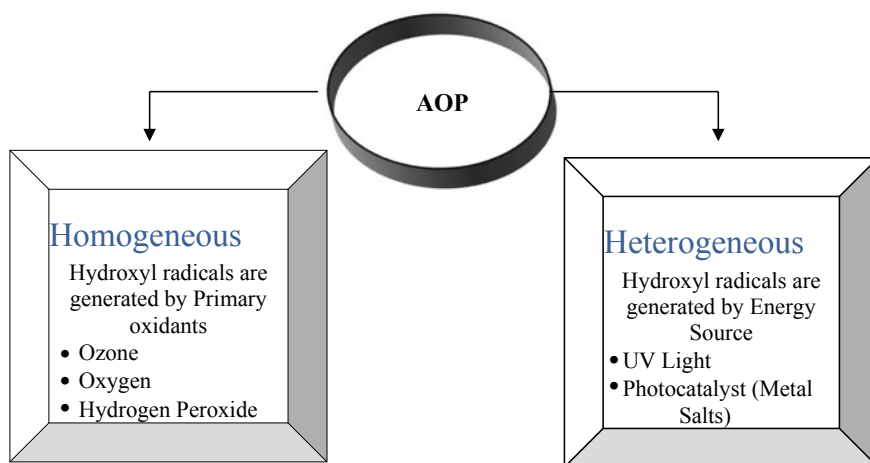 AOP
Homogeneous
Hydroxyl radicals are
generated by Primary
oxidants
• Ozone
• Oxygen
• Hydrogen Peroxide
Heterogeneous
Hydroxyl radicals are
generated by Energy
Source
• UV Light
• Photocatalyst (Metal
Salts)